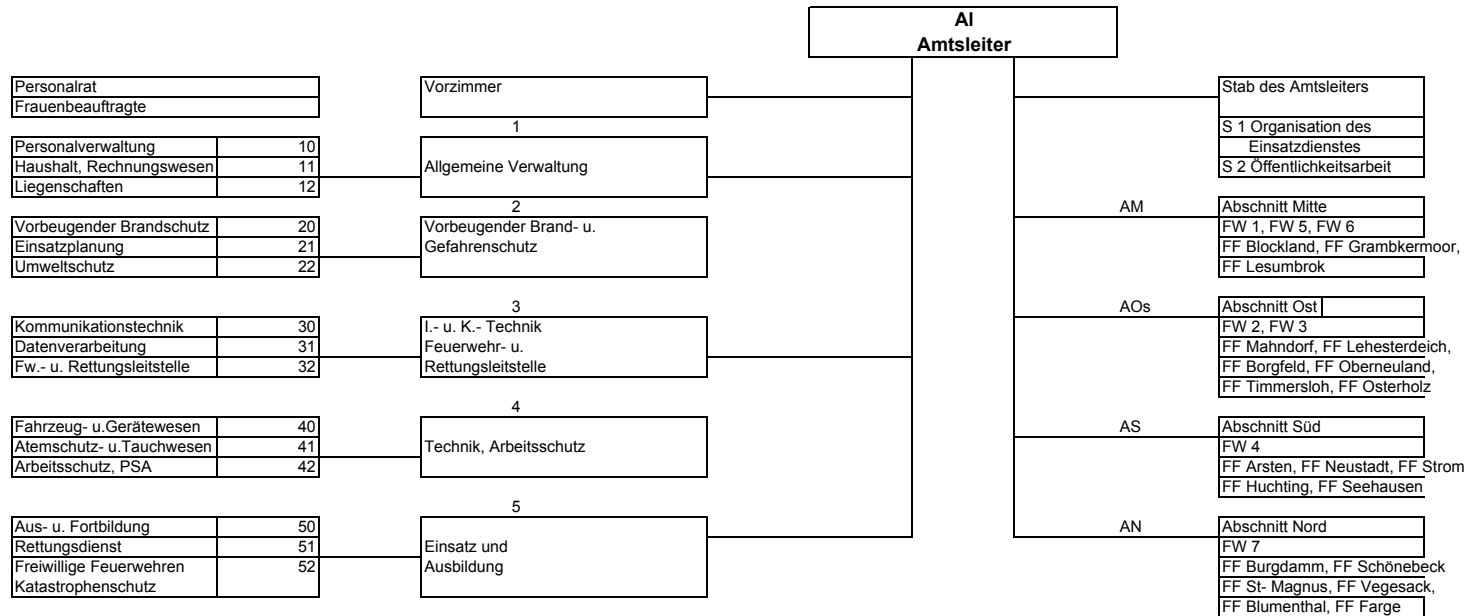 Al
Amtsleiter
Personalrat
Frauenbeauftragte
Vorzimmer
Stab des Amtsleiters
S 1 Organisation des
Einsatzdienstes
S 2 Öffentlichkeitsarbeit
1
Personalverwaltung 10
Haushalt, Rechnungswesen 11
Liegenschaften 12
Allgemeine Verwaltung
2
Vorbeugender Brandschutz 20
Einsatzplanung 21
Umweltschutz 22
Vorbeugender Brand- u.
Gefahrenschutz
AM
Abschnitt Mitte
FW 1, FW 5, FW 6
FF Blockland, FF Grambkermoor,
FF Lesumbrok
3
Kommunikationstechnik 30
Datenverarbeitung 31
Fw.- u. Rettungsleitstelle 32
I.- u. K.- Technik
Feuerwehr- u.
Rettungsleitstelle
AOs
Abschnitt Ost
FW 2, FW 3
FF Mahndorf, FF Lehesterdeich,
FF Borgfeld, FF Oberneuland,
FF Timmersloh, FF Osterholz
4
Fahrzeug- u.Gerätewesen 40
Atemschutz- u.Tauchwesen 41
Arbeitsschutz, PSA 42
Technik, Arbeitsschutz
AS
Abschnitt Süd
FW 4
FF Arsten, FF Neustadt, FF Strom
FF Huchting, FF Seehausen
5
Aus- u. Fortbildung 50
Rettungsdienst 51
Freiwillige Feuerwehren 52
Katastrophenschutz
Einsatz und
Ausbildung
AN
Abschnitt Nord
FW 7
FF Burgdamm, FF Schönebeck
FF St- Magnus, FF Vegesack,
FF Blumenthal, FF Farge